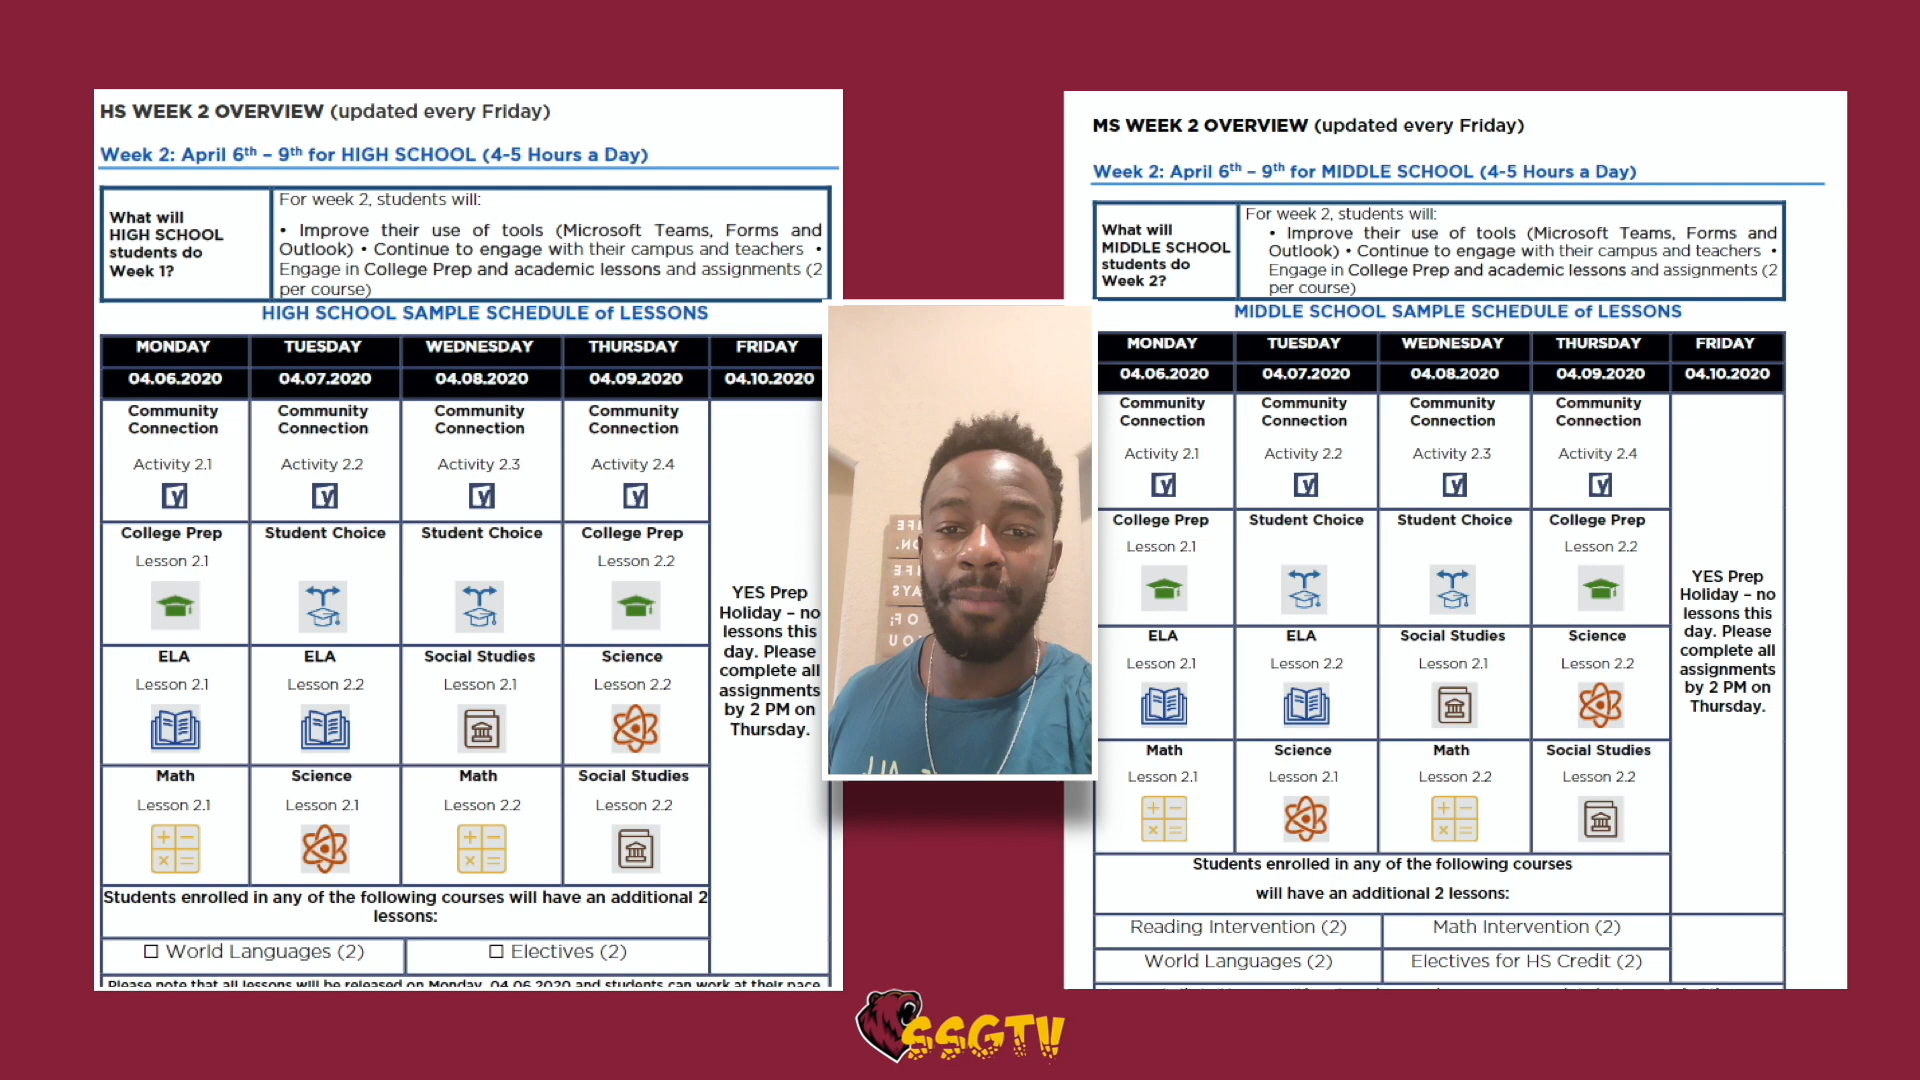 HS WEEK 2 OVERVIEW (updated every Friday)
Week 2: April 6th – 9th for HIGH SCHOOL (4-5 Hours a Day)
What will
HIGH SCHOOL
students do
Week 1?
For week 2, students will:
• Improve their use of tools (Microsoft Teams, Forms and
Outlook) • Continue to engage with their campus and teachers •
Engage in College Prep and academic lessons and assignments (2
per course)
HIGH SCHOOL SAMPLE SCHEDULE of LESSONS
MONDAY TUESDAY WEDNESDAY THURSDAY FRIDAY
04.06.2020 04.07.2020 04.08.2020 04.09.2020 04.10.2020
Community Community Community Community
Connection Connection Connection Connection
Activity 2.1 Activity 2.2 Activity 2.3 Activity 2.4
y y y y
College Prep Student Choice Student Choice College Prep
Lesson 2.1 Lesson 2.2
ELA ELA Social Studies Science
Lesson 2.1 Lesson 2.2 Lesson 2.1 Lesson 2.2
Math Science Math Social Studies
Lesson 2.1 Lesson 2.1 Lesson 2.2 Lesson 2.2
YES Prep
Holiday – no
lessons this
day. Please
complete all
assignments
by 2 PM on
Thursday.
Students enrolled in any of the following courses will have an additional 2
lessons:
☐ World Languages (2) ☐ Electives (2)
Please note that all lessons will be released on Monday, 04.06.2020 and students can work at their pace
MS WEEK 2 OVERVIEW (updated every Friday)
Week 2: April 6th – 9th for MIDDLE SCHOOL (4-5 Hours a Day)
What will
MIDDLE SCHOOL
students do
Week 2?
For week 2, students will:
• Improve their use of tools (Microsoft Teams, Forms and
Outlook) • Continue to engage with their campus and teachers •
Engage in College Prep and academic lessons and assignments (2
per course)
MIDDLE SCHOOL SAMPLE SCHEDULE of LESSONS
MONDAY TUESDAY WEDNESDAY THURSDAY FRIDAY
04.06.2020 04.07.2020 04.08.2020 04.09.2020 04.10.2020
Community Community Community Community
Connection Connection Connection Connection
Activity 2.1 Activity 2.2 Activity 2.3 Activity 2.4
y y y y
College Prep Student Choice Student Choice College Prep
Lesson 2.1 Lesson 2.2
ELA ELA Social Studies Science
Lesson 2.1 Lesson 2.2 Lesson 2.1 Lesson 2.2
Math Science Math Social Studies
Lesson 2.1 Lesson 2.1 Lesson 2.2 Lesson 2.2
YES Prep
Holiday – no
lessons this
day. Please
complete all
assignments
by 2 PM on
Thursday.
Students enrolled in any of the following courses
will have an additional 2 lessons:
Reading Intervention (2) Math Intervention (2)
World Languages (2) Electives for HS Credit (2)
SSGTV